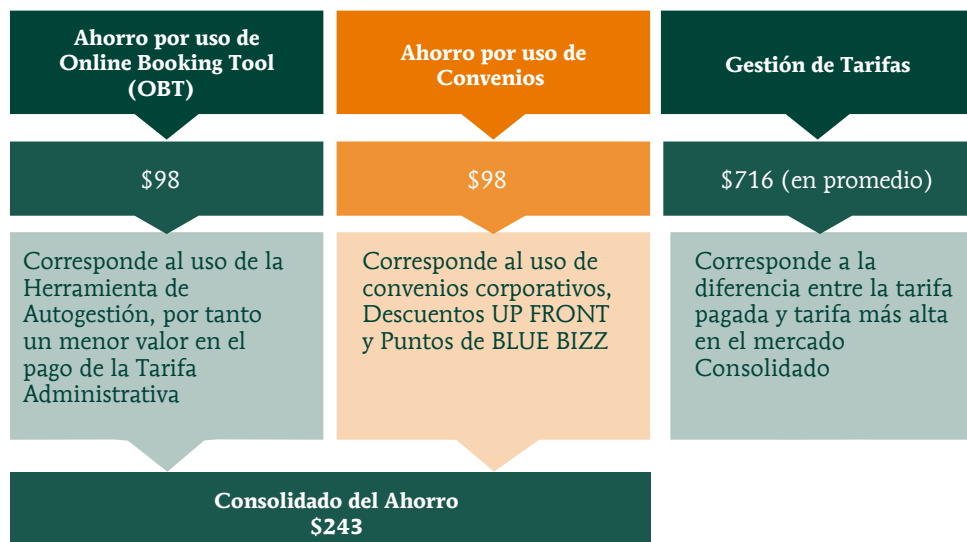 Ahorro por uso de
Online Booking Tool
(OBT)
$98
Corresponde al uso de la
Herramienta de
Autogestión, por tanto
un menor valor en el
pago de la Tarifa
Administrativa
Ahorro por uso de
Convenios
$98
Corresponde al uso de
convenios corporativos,
Descuentos UP FRONT
y Puntos de BLUE BIZZ
Gestión de Tarifas
$716 (en promedio)
Corresponde a la
diferencia entre la tarifa
pagada y tarifa más alta
en el mercado
Consolidado
Consolidado del Ahorro
$243